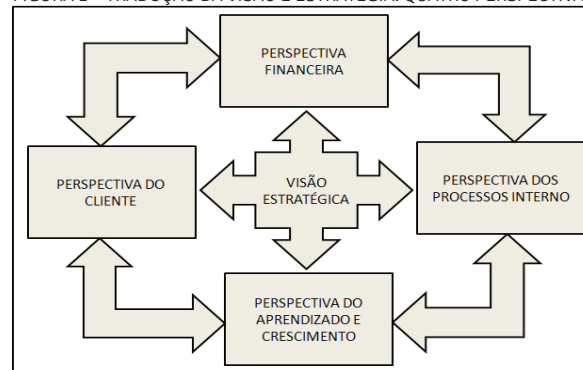 PERSPECTIVA
FINANCEIRA
PERSPECTIVA DO
CLIENTE
VISÃO
ESTRATÉGICA
PERSPECTIVA DOS
PROCESSOS INTERNO
PERSPECTIVA DO
APRENDIZADO E
CRESCIMENTO